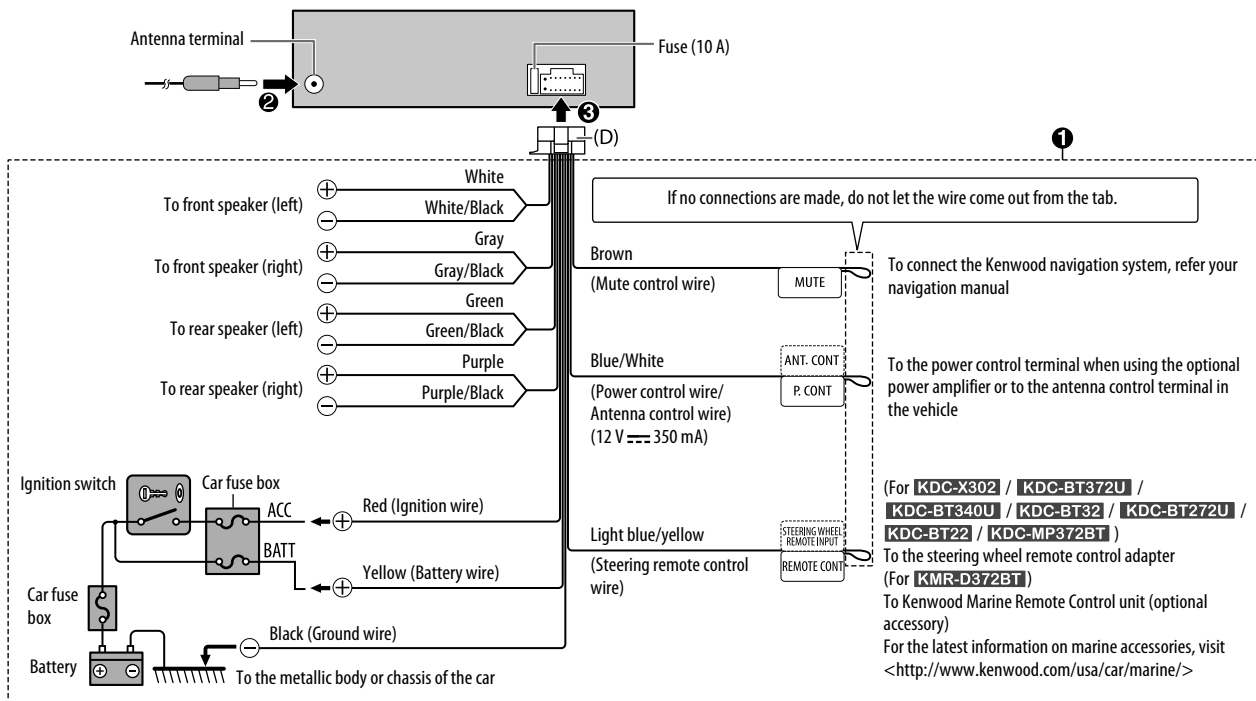 Antenna terminal
Fuse (10 A)
❷
❸
(D)
❶
White
To front speaker (left)
White/Black
Gray
To front speaker (right)
Gray/Black
Green
To rear speaker (left)
Green/Black
Purple
To rear speaker (right)
Purple/Black
If no connections are made, do not let the wire come out from the tab.
Brown
(Mute control wire)
MUTE
To connect the Kenwood navigation system, refer your
navigation manual
Blue/White
(Power control wire/
Antenna control wire)
(12 V ⎓ 350 mA)
ANT. CONT
P. CONT
To the power control terminal when using the optional
power amplifier or to the antenna control terminal in
the vehicle
Ignition switch
Car fuse box
ACC
Red (Ignition wire)
BATT
Yellow (Battery wire)
Car fuse
box
Black (Ground wire)
Battery
To the metallic body or chassis of the car
Light blue/yellow
(Steering remote control
wire)
STEERING WHEEL
REMOTE INPUT
REMOTE CONT
(For KDC-X302 / KDC-BT372U /
KDC-BT340U / KDC-BT32 / KDC-BT272U /
KDC-BT22 / KDC-MP372BT )
To the steering wheel remote control adapter
(For KMR-D372BT)
To Kenwood Marine Remote Control unit (optional
accessory)
For the latest information on marine accessories, visit
<http://www.kenwood.com/usa/car/marine/>